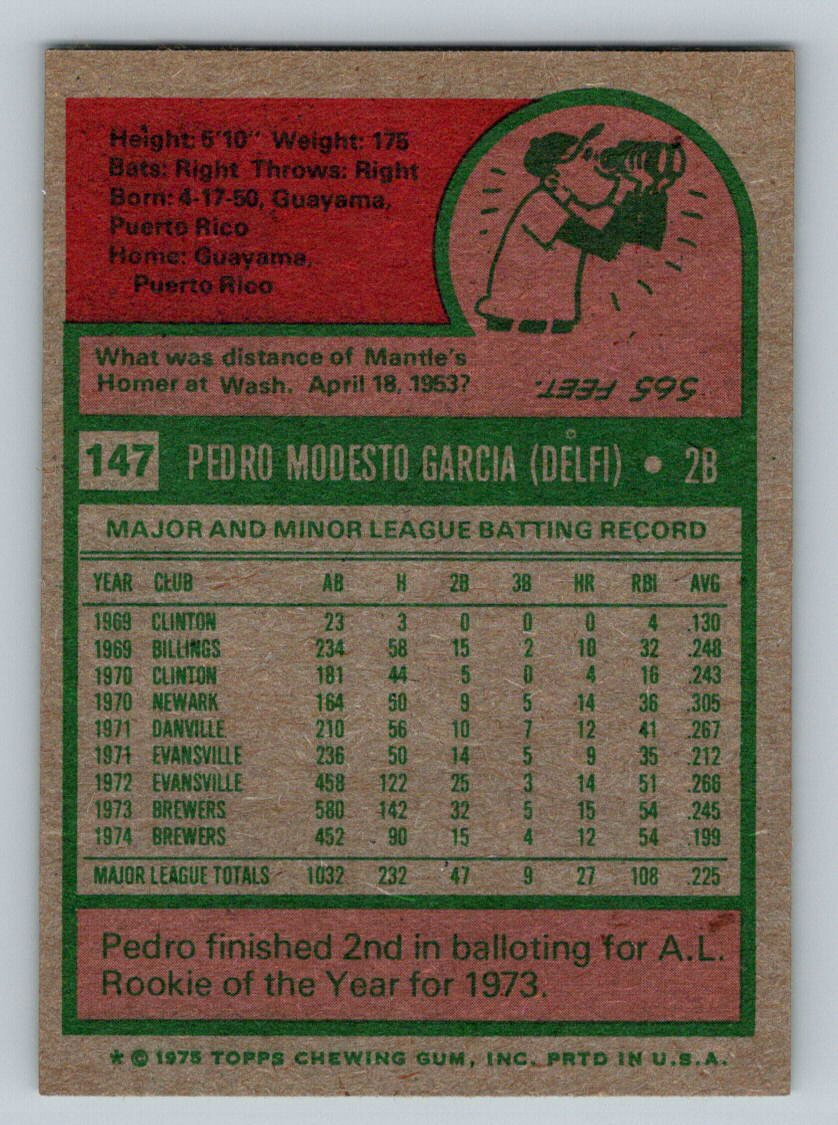 Height: 5'10" Weight: 175
Bats: Right Throws: Right
Born: 4-17-50, Guayama,
Puerto Rico
Home: Guayama,
Puerto Rico
What was distance of Mantle's
Homer at Wash. April 18, 1953?
565 FEET.
147 PEDRO MODESTO GARCIA (DELFI) • 2B
MAJOR AND MINOR LEAGUE BATTING RECORD
YEAR CLUB AB H 2B 3B HR RBI AVG
1969 CLINTON 23 3 0 0 0 4 .130
1969 BILLINGS 234 58 15 2 10 32 .248
1970 CLINTON 181 44 5 0 4 16 .243
1970 NEWARK 164 50 9 5 14 36 .305
1971 DANVILLE 210 56 10 7 12 41 .267
1971 EVANSVILLE 236 50 14 5 9 35 .212
1972 EVANSVILLE 458 122 25 3 14 51 .266
1973 BREWERS 580 142 32 5 15 54 .245
1974 BREWERS 452 90 15 4 12 54 .199
MAJOR LEAGUE TOTALS 1032 232 47 9 27 108 .225
Pedro finished 2nd in balloting for A.L.
Rookie of the Year for 1973.
* © 1975 TOPPS CHEWING GUM, INC. PRTD IN U.S.A.